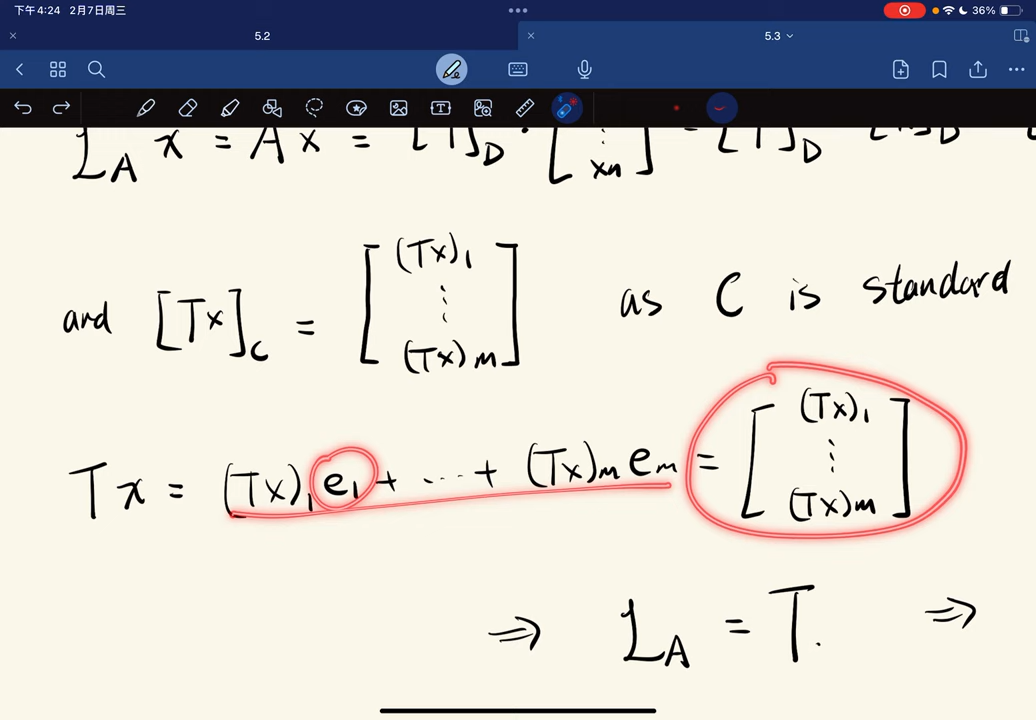 下午4:24 2月7日周三
36%
5.2
5.3
L_A x = A x = [T]_D · [⋮ xn] = [T]_D
and [Tx]_C = [(Tx)_1 ⋮ (Tx)_m] as C is standard
Tx = (Tx)_1 e_1 + ... + (Tx)_m e_m = [(Tx)_1 ⋮ (Tx)_m]
⇒ L_A = T. ⇒